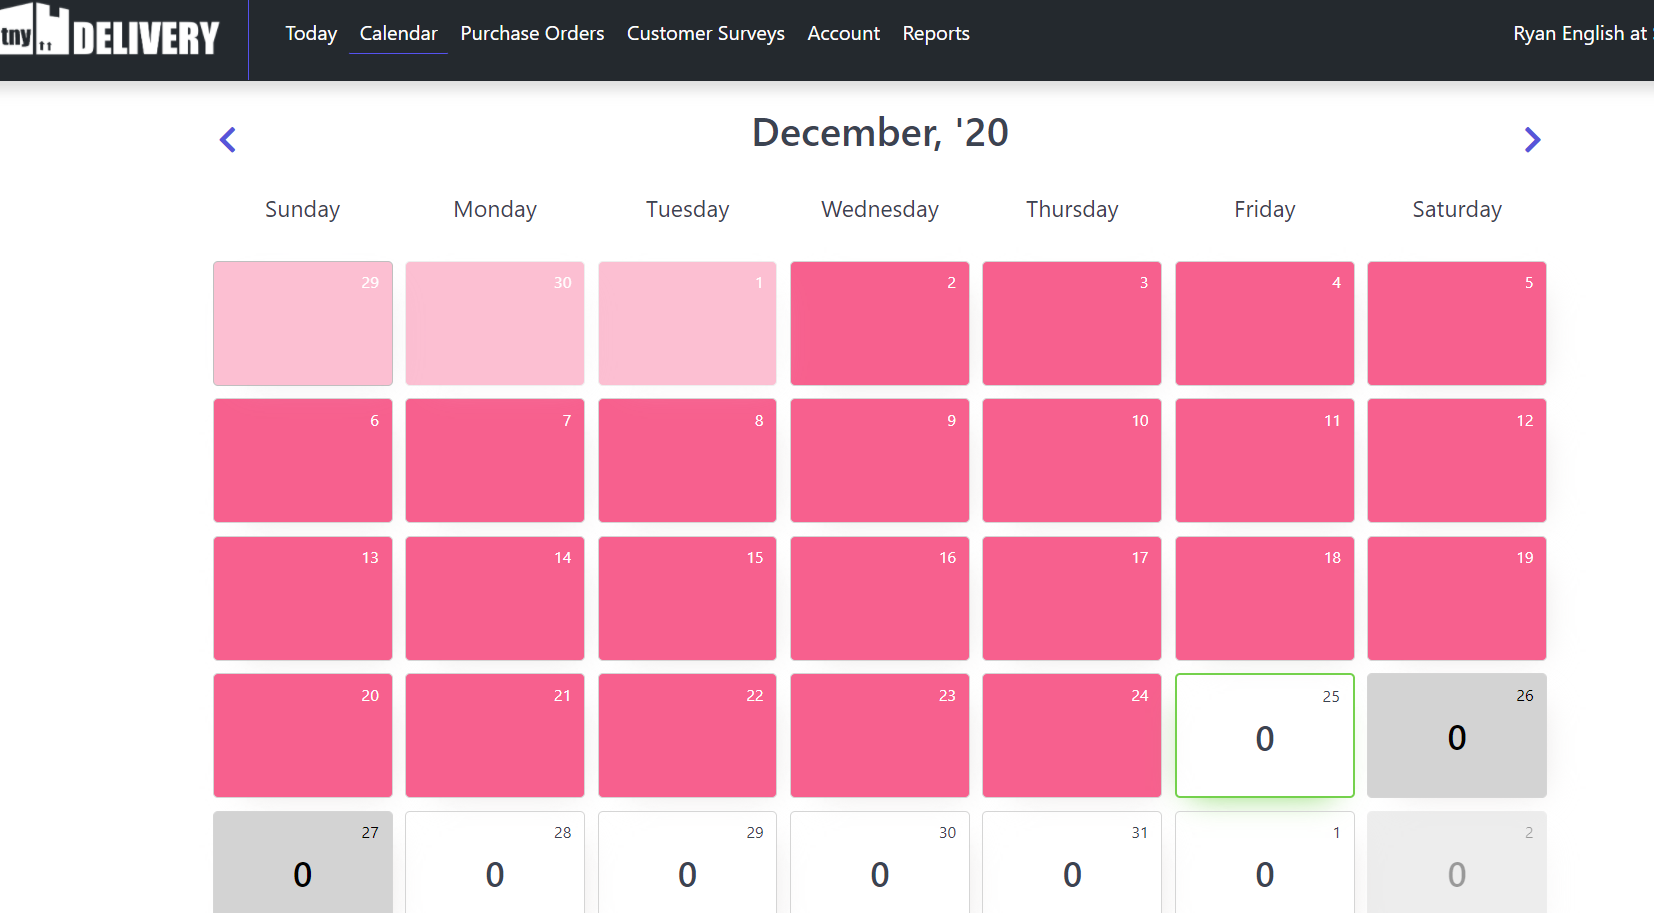 tny DELIVERY
Today Calendar Purchase Orders Customer Surveys Account Reports Ryan English at
December, '20
Sunday Monday Tuesday Wednesday Thursday Friday Saturday
29 30 1 2 3 4 5
6 7 8 9 10 11 12
13 14 15 16 17 18 19
20 21 22 23 24 25 26
0 0
27 28 29 30 31 1 2
0 0 0 0 0 0 0